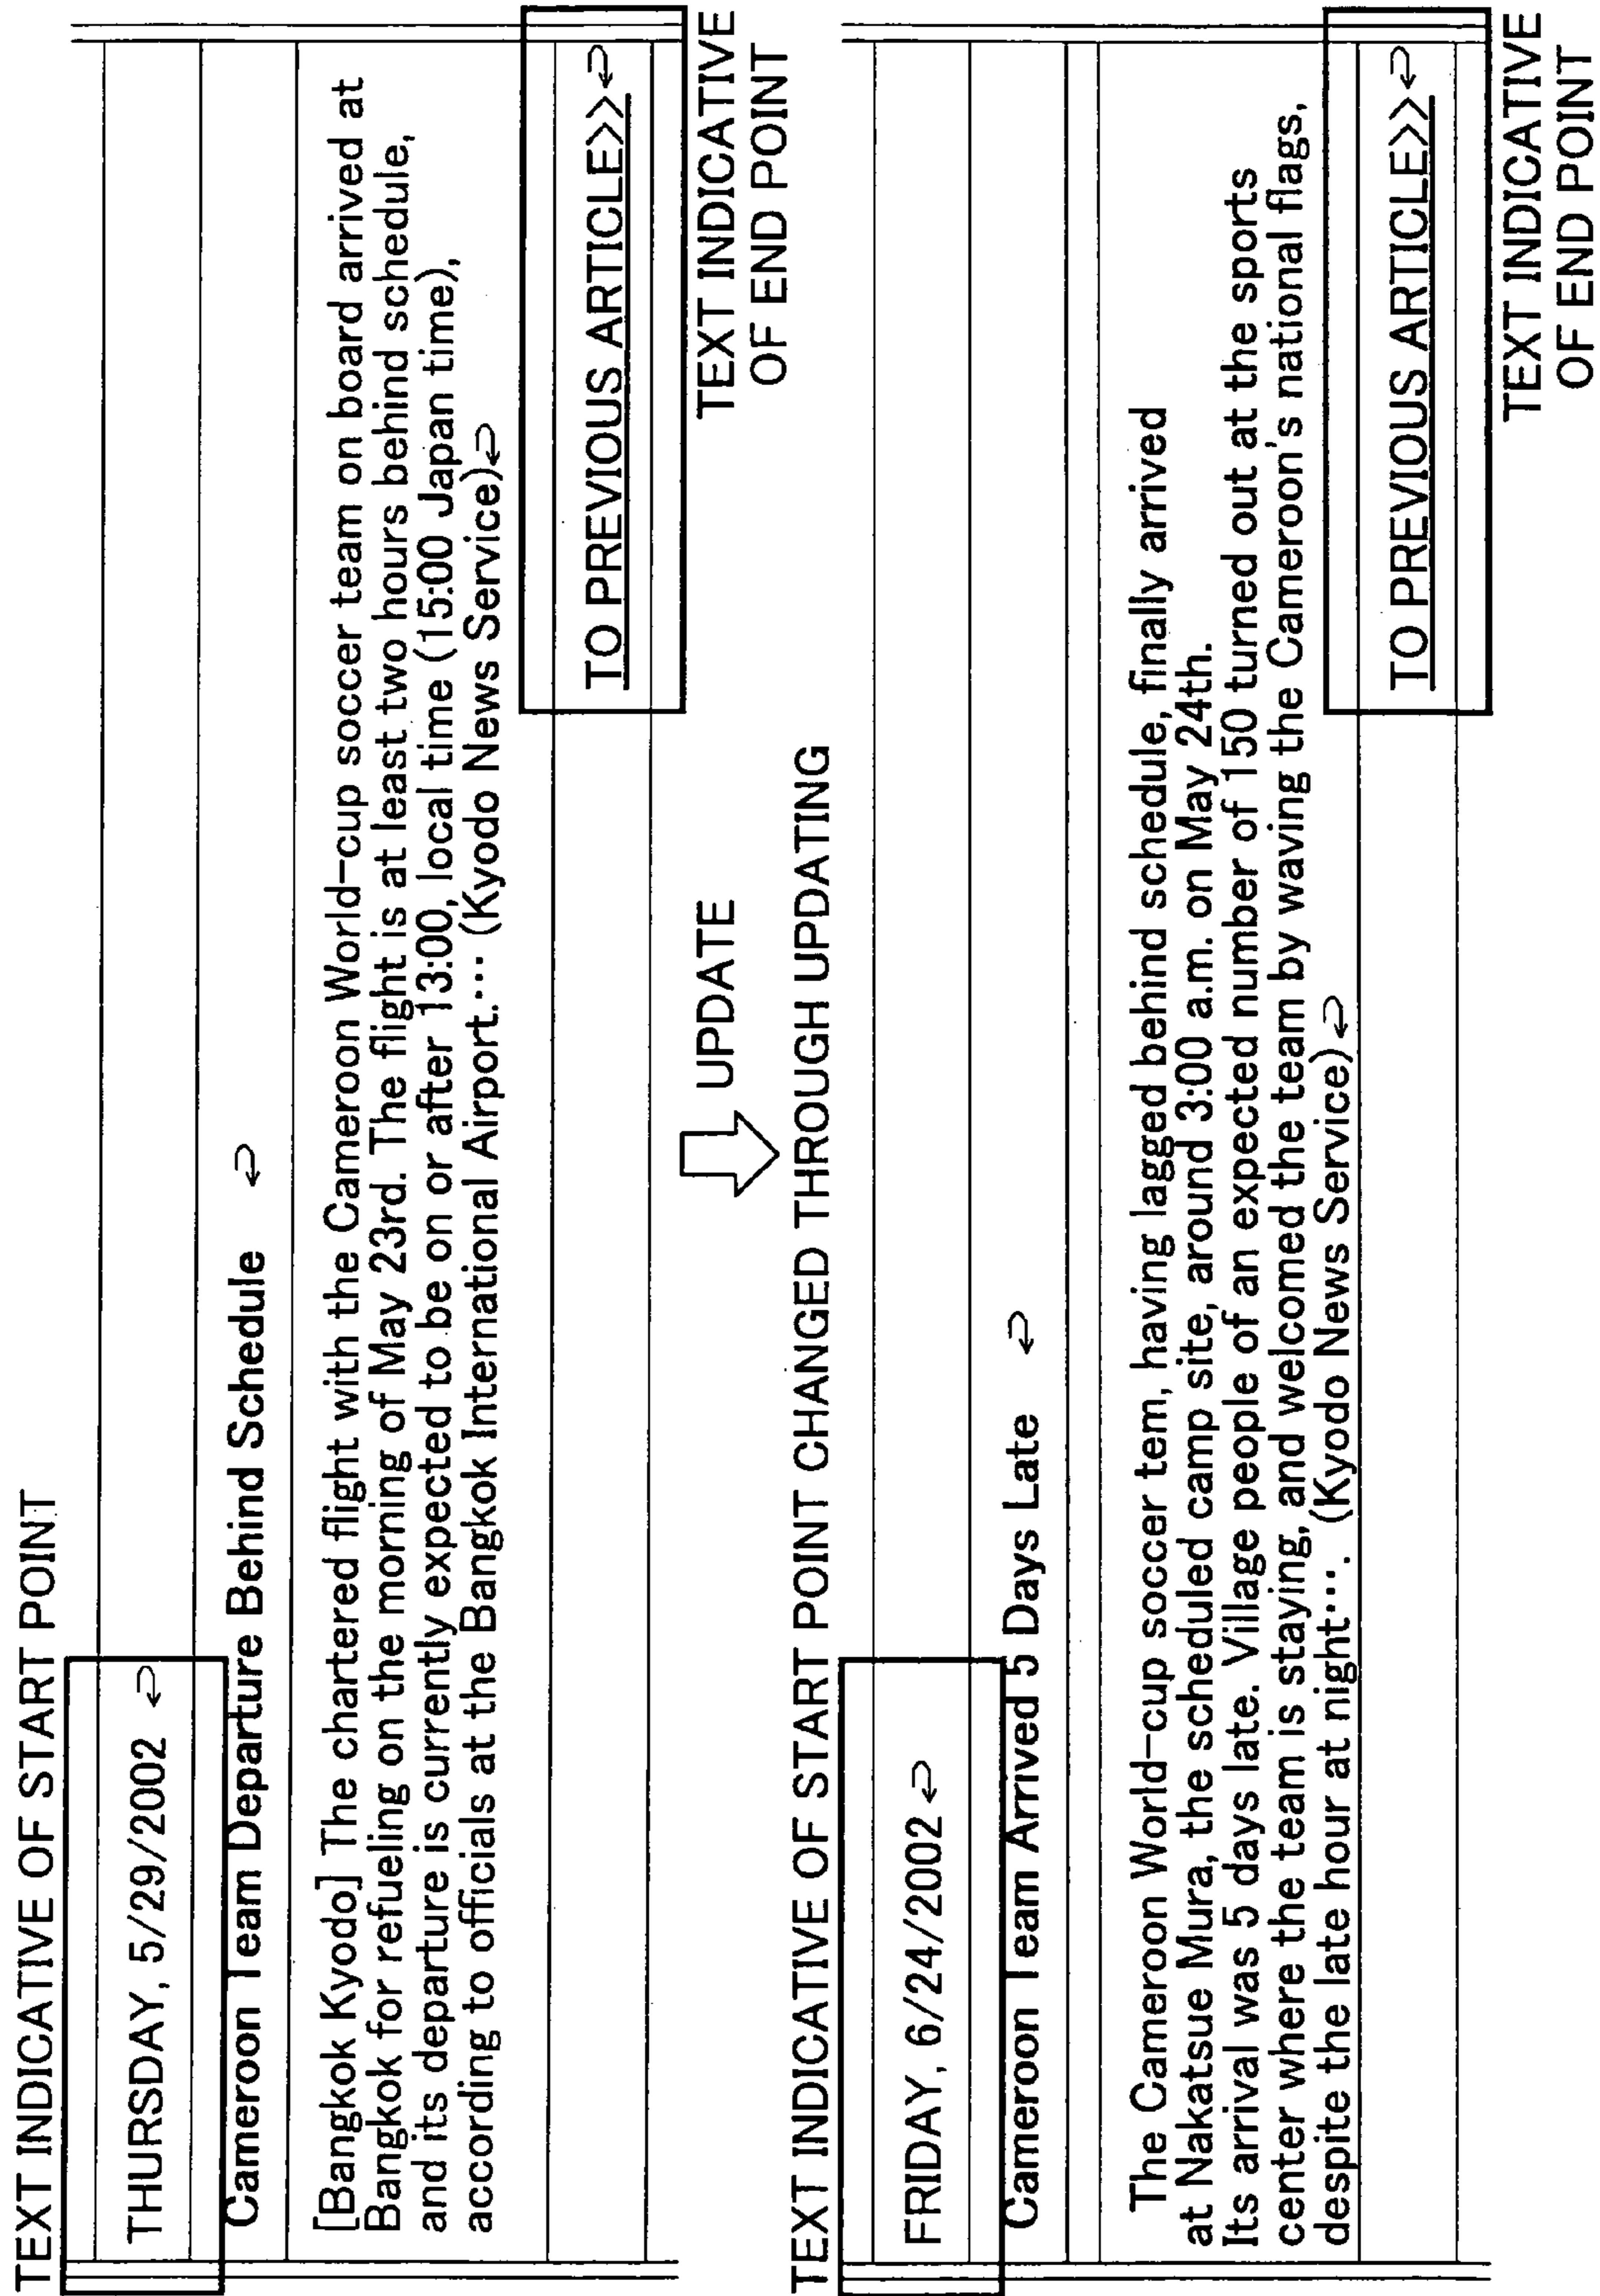 TEXT INDICATIVE OF START POINT
THURSDAY, 5/29/2002
Cameroon Team Departure Behind Schedule
[Bangkok Kyodo] The chartered flight with the Cameroon World-cup soccer team on board arrived at
Bangkok for refueling on the morning of May 23rd. The flight is at least two hours behind schedule,
and its departure is currently expected to be on or after 13:00, local time (15:00 Japan time),
according to officials at the Bangkok International Airport.… (Kyodo News Service)
TO PREVIOUS ARTICLE>>
TEXT INDICATIVE
OF END POINT
UPDATE
TEXT INDICATIVE OF START POINT CHANGED THROUGH UPDATING
FRIDAY, 6/24/2002
Cameroon Team Arrived 5 Days Late
The Cameroon World-cup soccer tem, having lagged behind schedule, finally arrived
at Nakatsue Mura, the scheduled camp site, around 3:00 a.m. on May 24th.
Its arrival was 5 days late. Village people of an expected number of 150 turned out at the sports
center where the team is staying, and welcomed the team by waving the Cameroon's national flags,
despite the late hour at night…. (Kyodo News Service)
TO PREVIOUS ARTICLE>>
TEXT INDICATIVE
OF END POINT